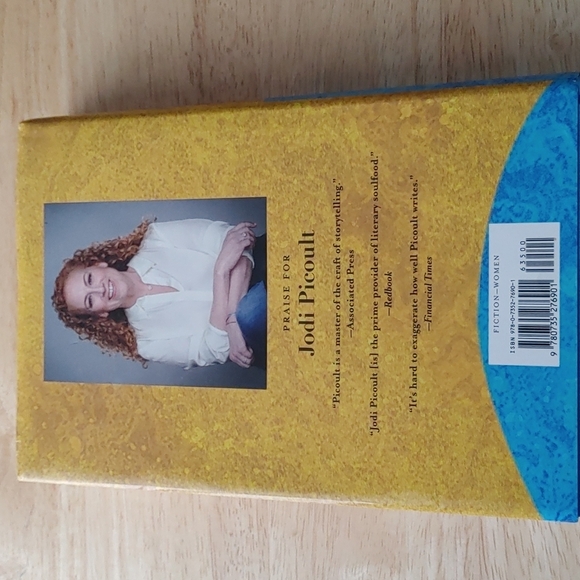 PRAISE FOR
Jodi Picoult
"Picoult is a master of the craft of storytelling."
—Associated Press
"Jodi Picoult [is] the prime provider of literary soulfood."
—Redbook
"It's hard to exaggerate how well Picoult writes."
—Financial Times
FICTION—WOMEN
ISBN 978-0-7352-7690-1
63500
9 780735 276901